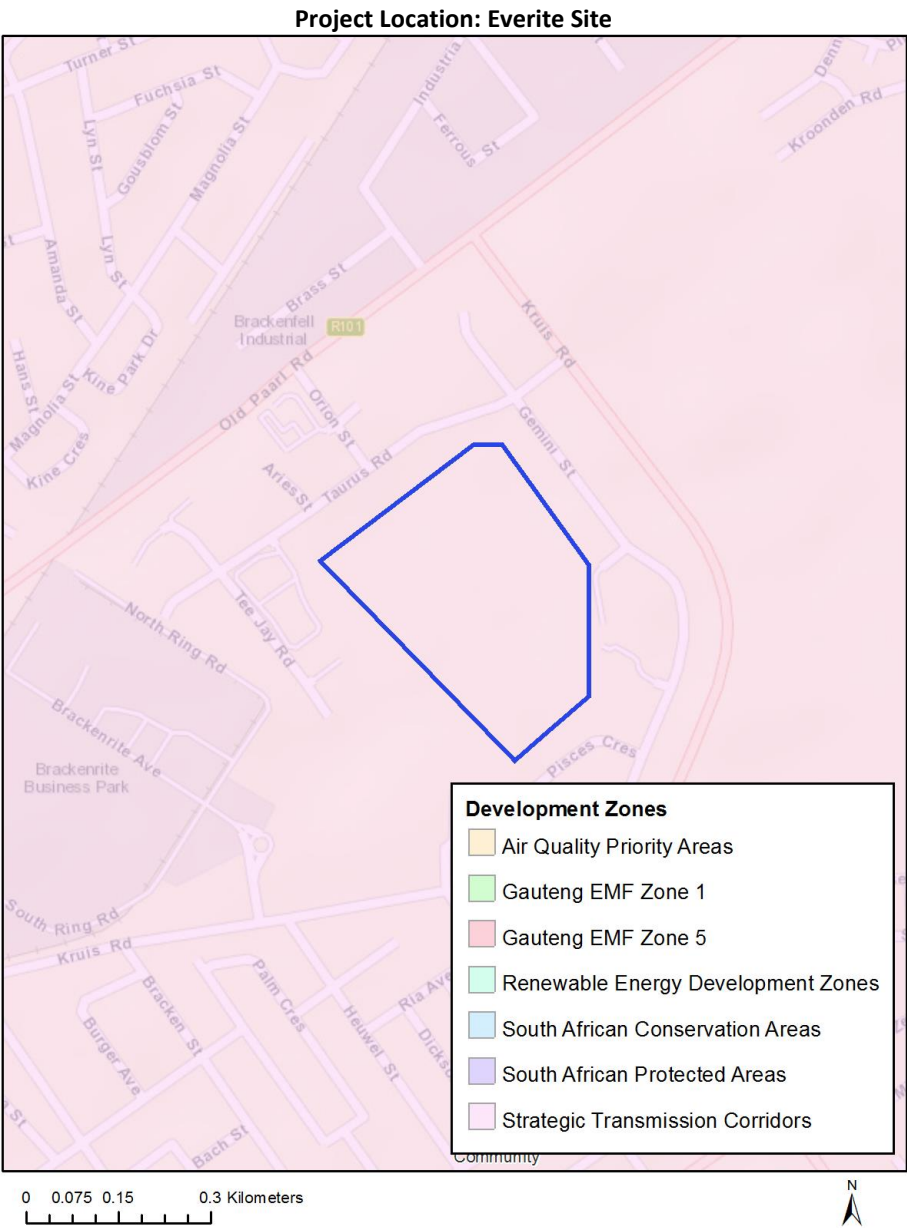 Project Location: Everite Site
Turner St
Fuchsia St
Lyn St
Gousblom St
Magnolia St
Industria
Ferrous St
Denn
Kroonden Rd
Amanda St
Lyn St
Brass St
Brackenfell
Industrial
R101
Kruis Rd
Kine Park Dr
Hans St
Magnolia St
Old Paarl Rd
Orion St
Gemini St
Kine Cres
Aries St
Taurus Rd
Tee Jay Rd
North Ring Rd
Brackenrite Ave
Brackenrite
Business Park
Pisces Cres
South Ring Rd
Kruis Rd
Palm Cres
Bracken St
Burger Ave
Heuwel St
Ria Ave
Dicks
Bach St
St
Community
Development Zones
Air Quality Priority Areas
Gauteng EMF Zone 1
Gauteng EMF Zone 5
Renewable Energy Development Zones
South African Conservation Areas
South African Protected Areas
Strategic Transmission Corridors
0 0.075 0.15 0.3 Kilometers
N